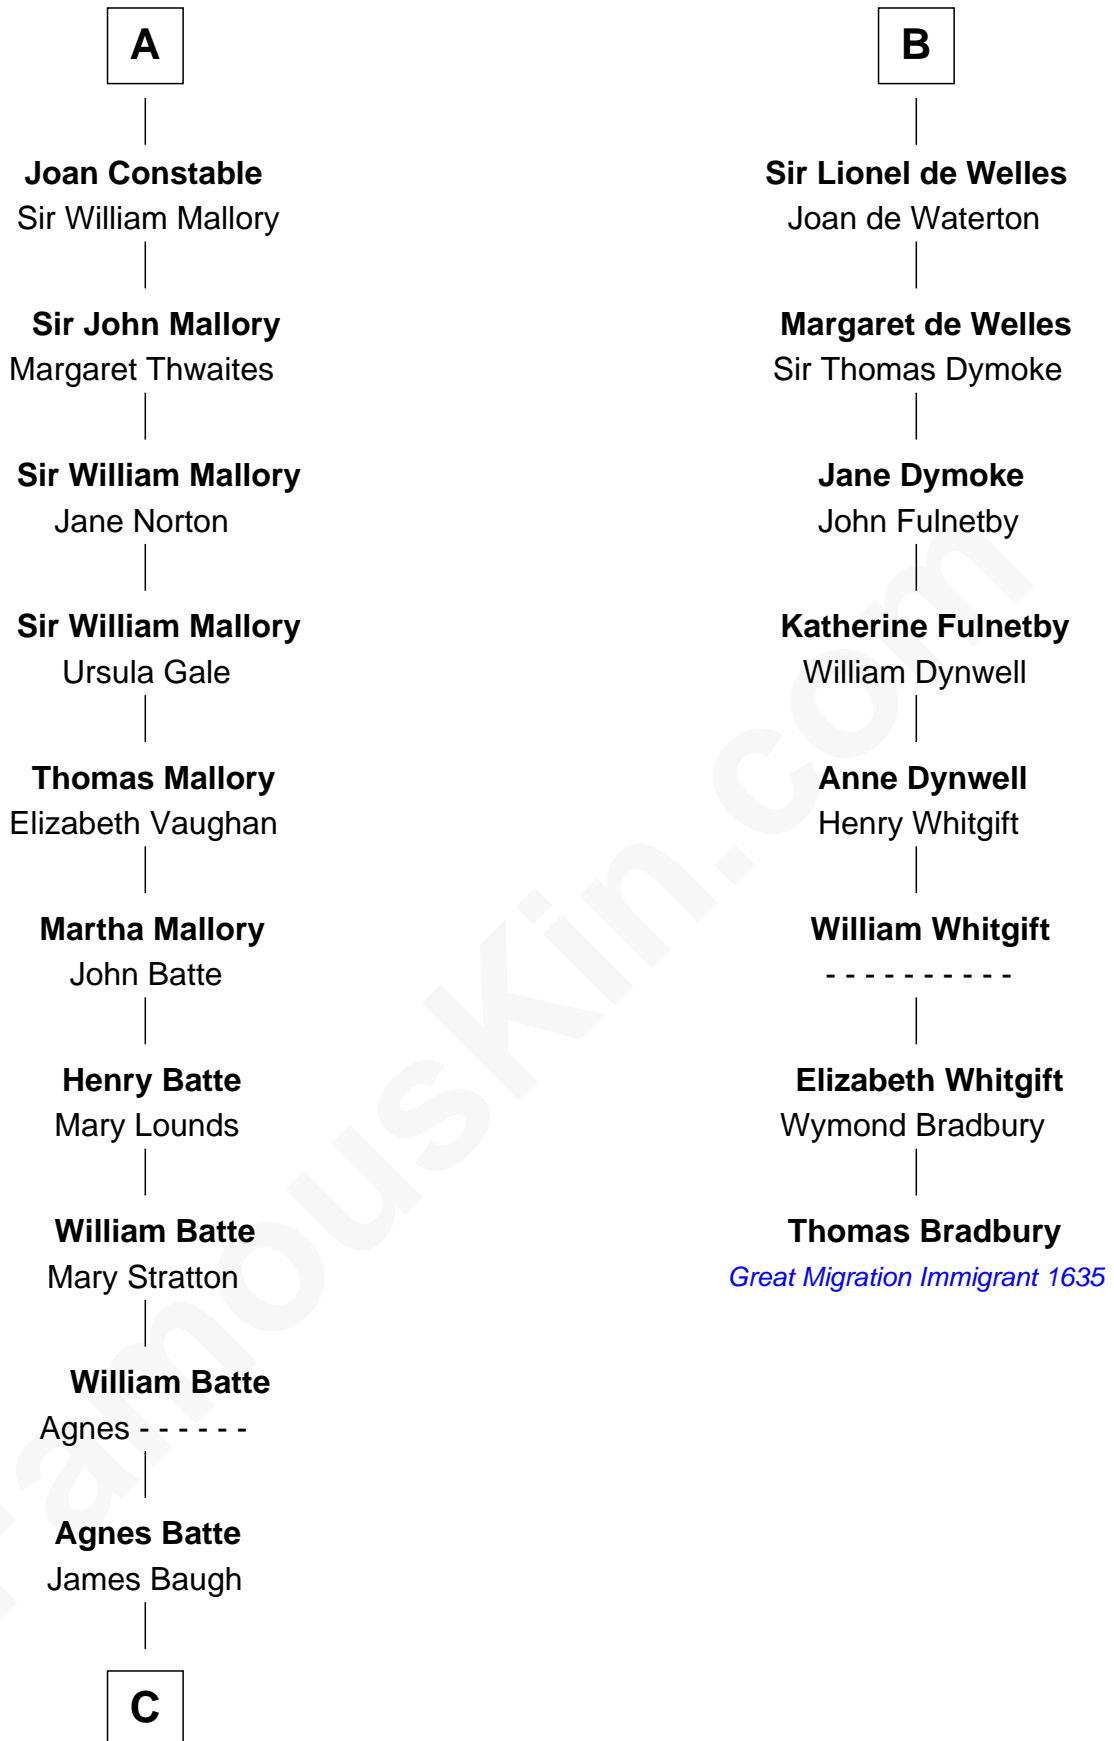 A
Joan Constable
Sir William Mallory
Sir John Mallory
Margaret Thwaites
Sir William Mallory
Jane Norton
Sir William Mallory
Ursula Gale
Thomas Mallory
Elizabeth Vaughan
Martha Mallory
John Batte
Henry Batte
Mary Lounds
William Batte
Mary Stratton
William Batte
Agnes - - - - - -
Agnes Batte
James Baugh
C
B
Sir Lionel de Welles
Joan de Waterton
Margaret de Welles
Sir Thomas Dymoke
Jane Dymoke
John Fulnetby
Katherine Fulnetby
William Dynwell
Anne Dynwell
Henry Whitgift
William Whitgift
- - - - - - - - - -
Elizabeth Whitgift
Wymond Bradbury
Thomas Bradbury
Great Migration Immigrant 1635
FamousKin.com